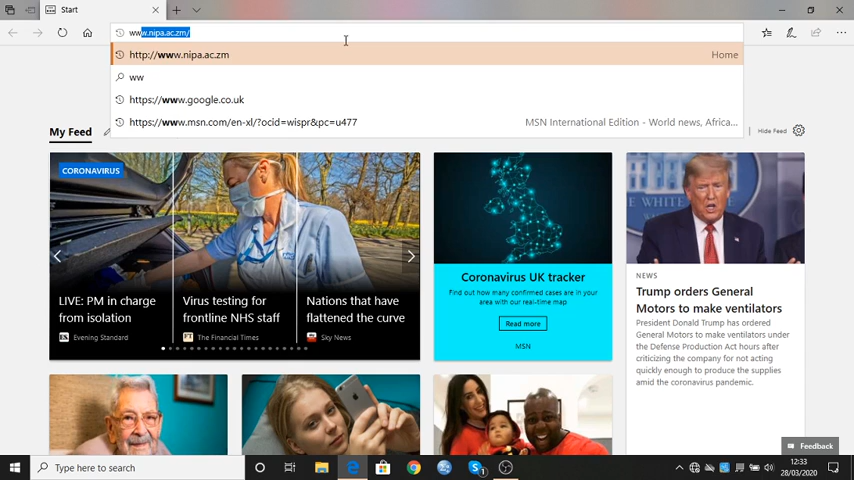 Start
www.nipa.ac.zm/
http://www.nipa.ac.zm Home
ww
https://www.google.co.uk
https://www.msn.com/en-xl/?ocid=wispr&pc=u477 MSN International Edition - World news, Africa...
My Feed
Hide Feed
CORONAVIRUS
LIVE: PM in charge
from isolation
ES Evening Standard
Virus testing for
frontline NHS staff
FT The Financial Times
Nations that have
flattened the curve
Sky News
Coronavirus UK tracker
Find out how many confirmed cases are in your
area with our real-time map
Read more
MSN
NEWS
Trump orders General
Motors to make ventilators
President Donald Trump has ordered
General Motors to make ventilators under
the Defense Production Act hours after
criticizing the company for not acting
quickly enough to produce the supplies
amid the coronavirus pandemic.
Feedback
Type here to search
12:33
28/03/2020